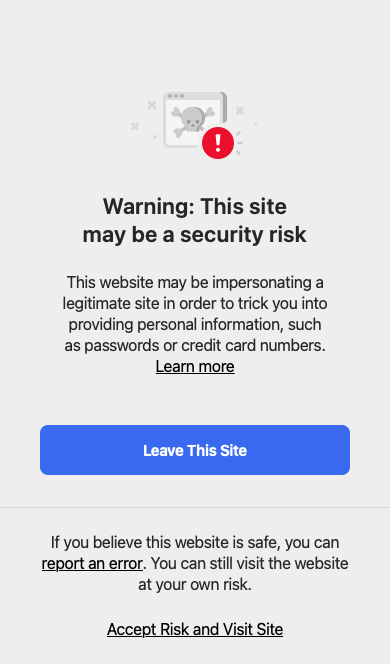 Warning: This site
may be a security risk
This website may be impersonating a
legitimate site in order to trick you into
providing personal information, such
as passwords or credit card numbers.
Learn more
Leave This Site
If you believe this website is safe, you can
report an error. You can still visit the website
at your own risk.
Accept Risk and Visit Site